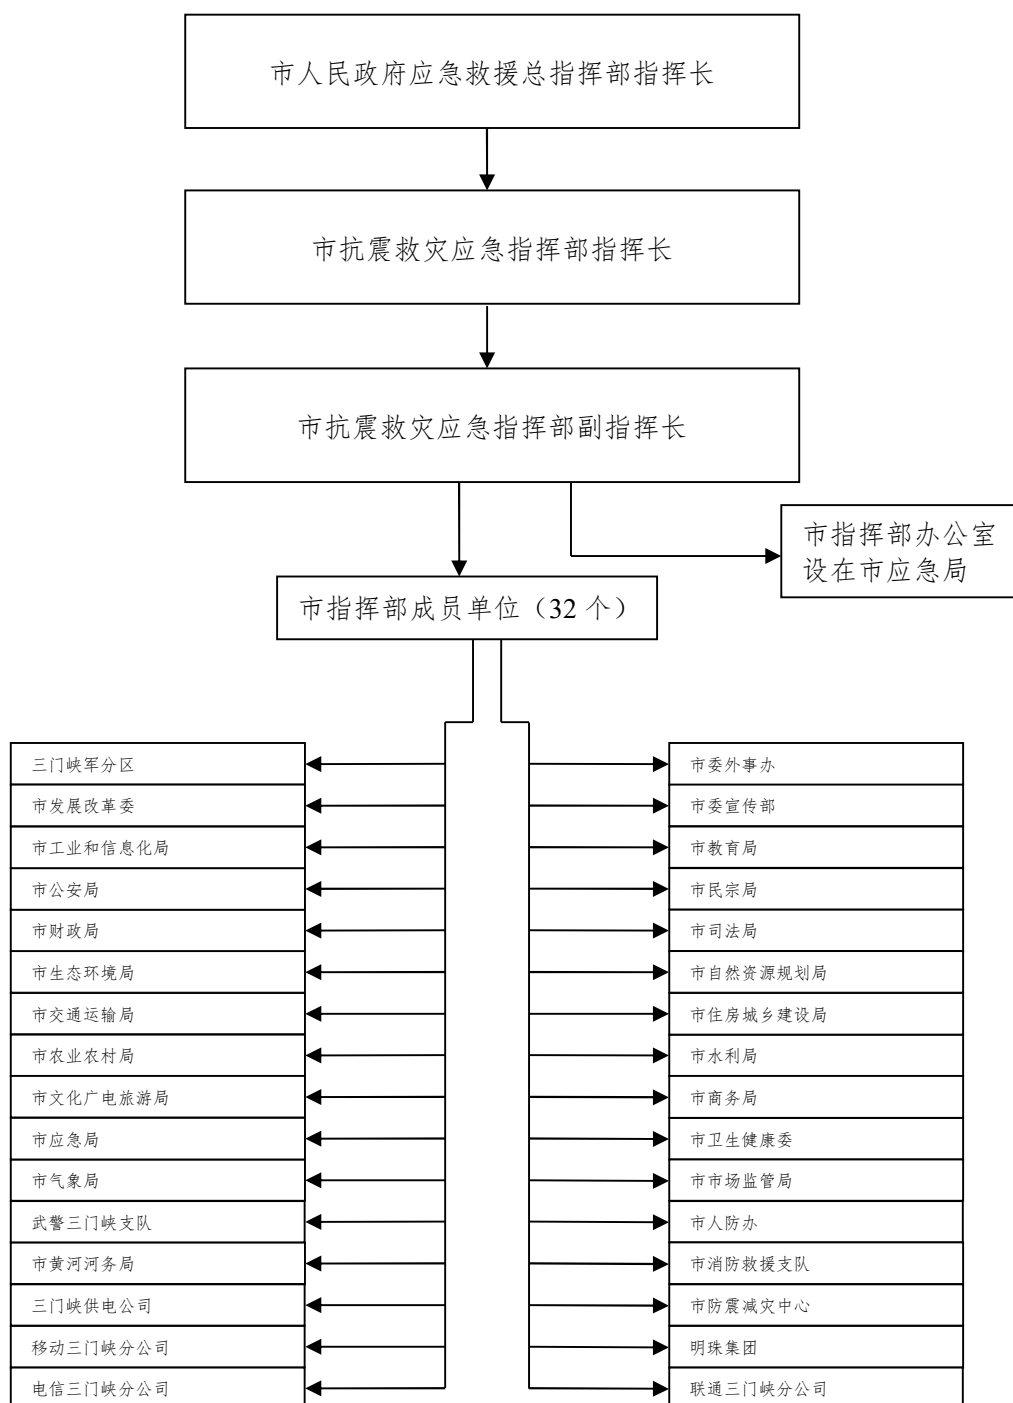 市人民政府应急救援总指挥部指挥长
市抗震救灾应急指挥部指挥长
市抗震救灾应急指挥部副指挥长
市指挥部办公室
设在市应急局
市指挥部成员单位（32 个）
三门峡军分区
市发展改革委
市工业和信息化局
市公安局
市财政局
市生态环境局
市交通运输局
市农业农村局
市文化广电旅游局
市应急局
市气象局
武警三门峡支队
市黄河河务局
三门峡供电公司
移动三门峡分公司
电信三门峡分公司
市委外事办
市委宣传部
市教育局
市民宗局
市司法局
市自然资源规划局
市住房城乡建设局
市水利局
市商务局
市卫生健康委
市市场监管局
市人防办
市消防救援支队
市防震减灾中心
明珠集团
联通三门峡分公司